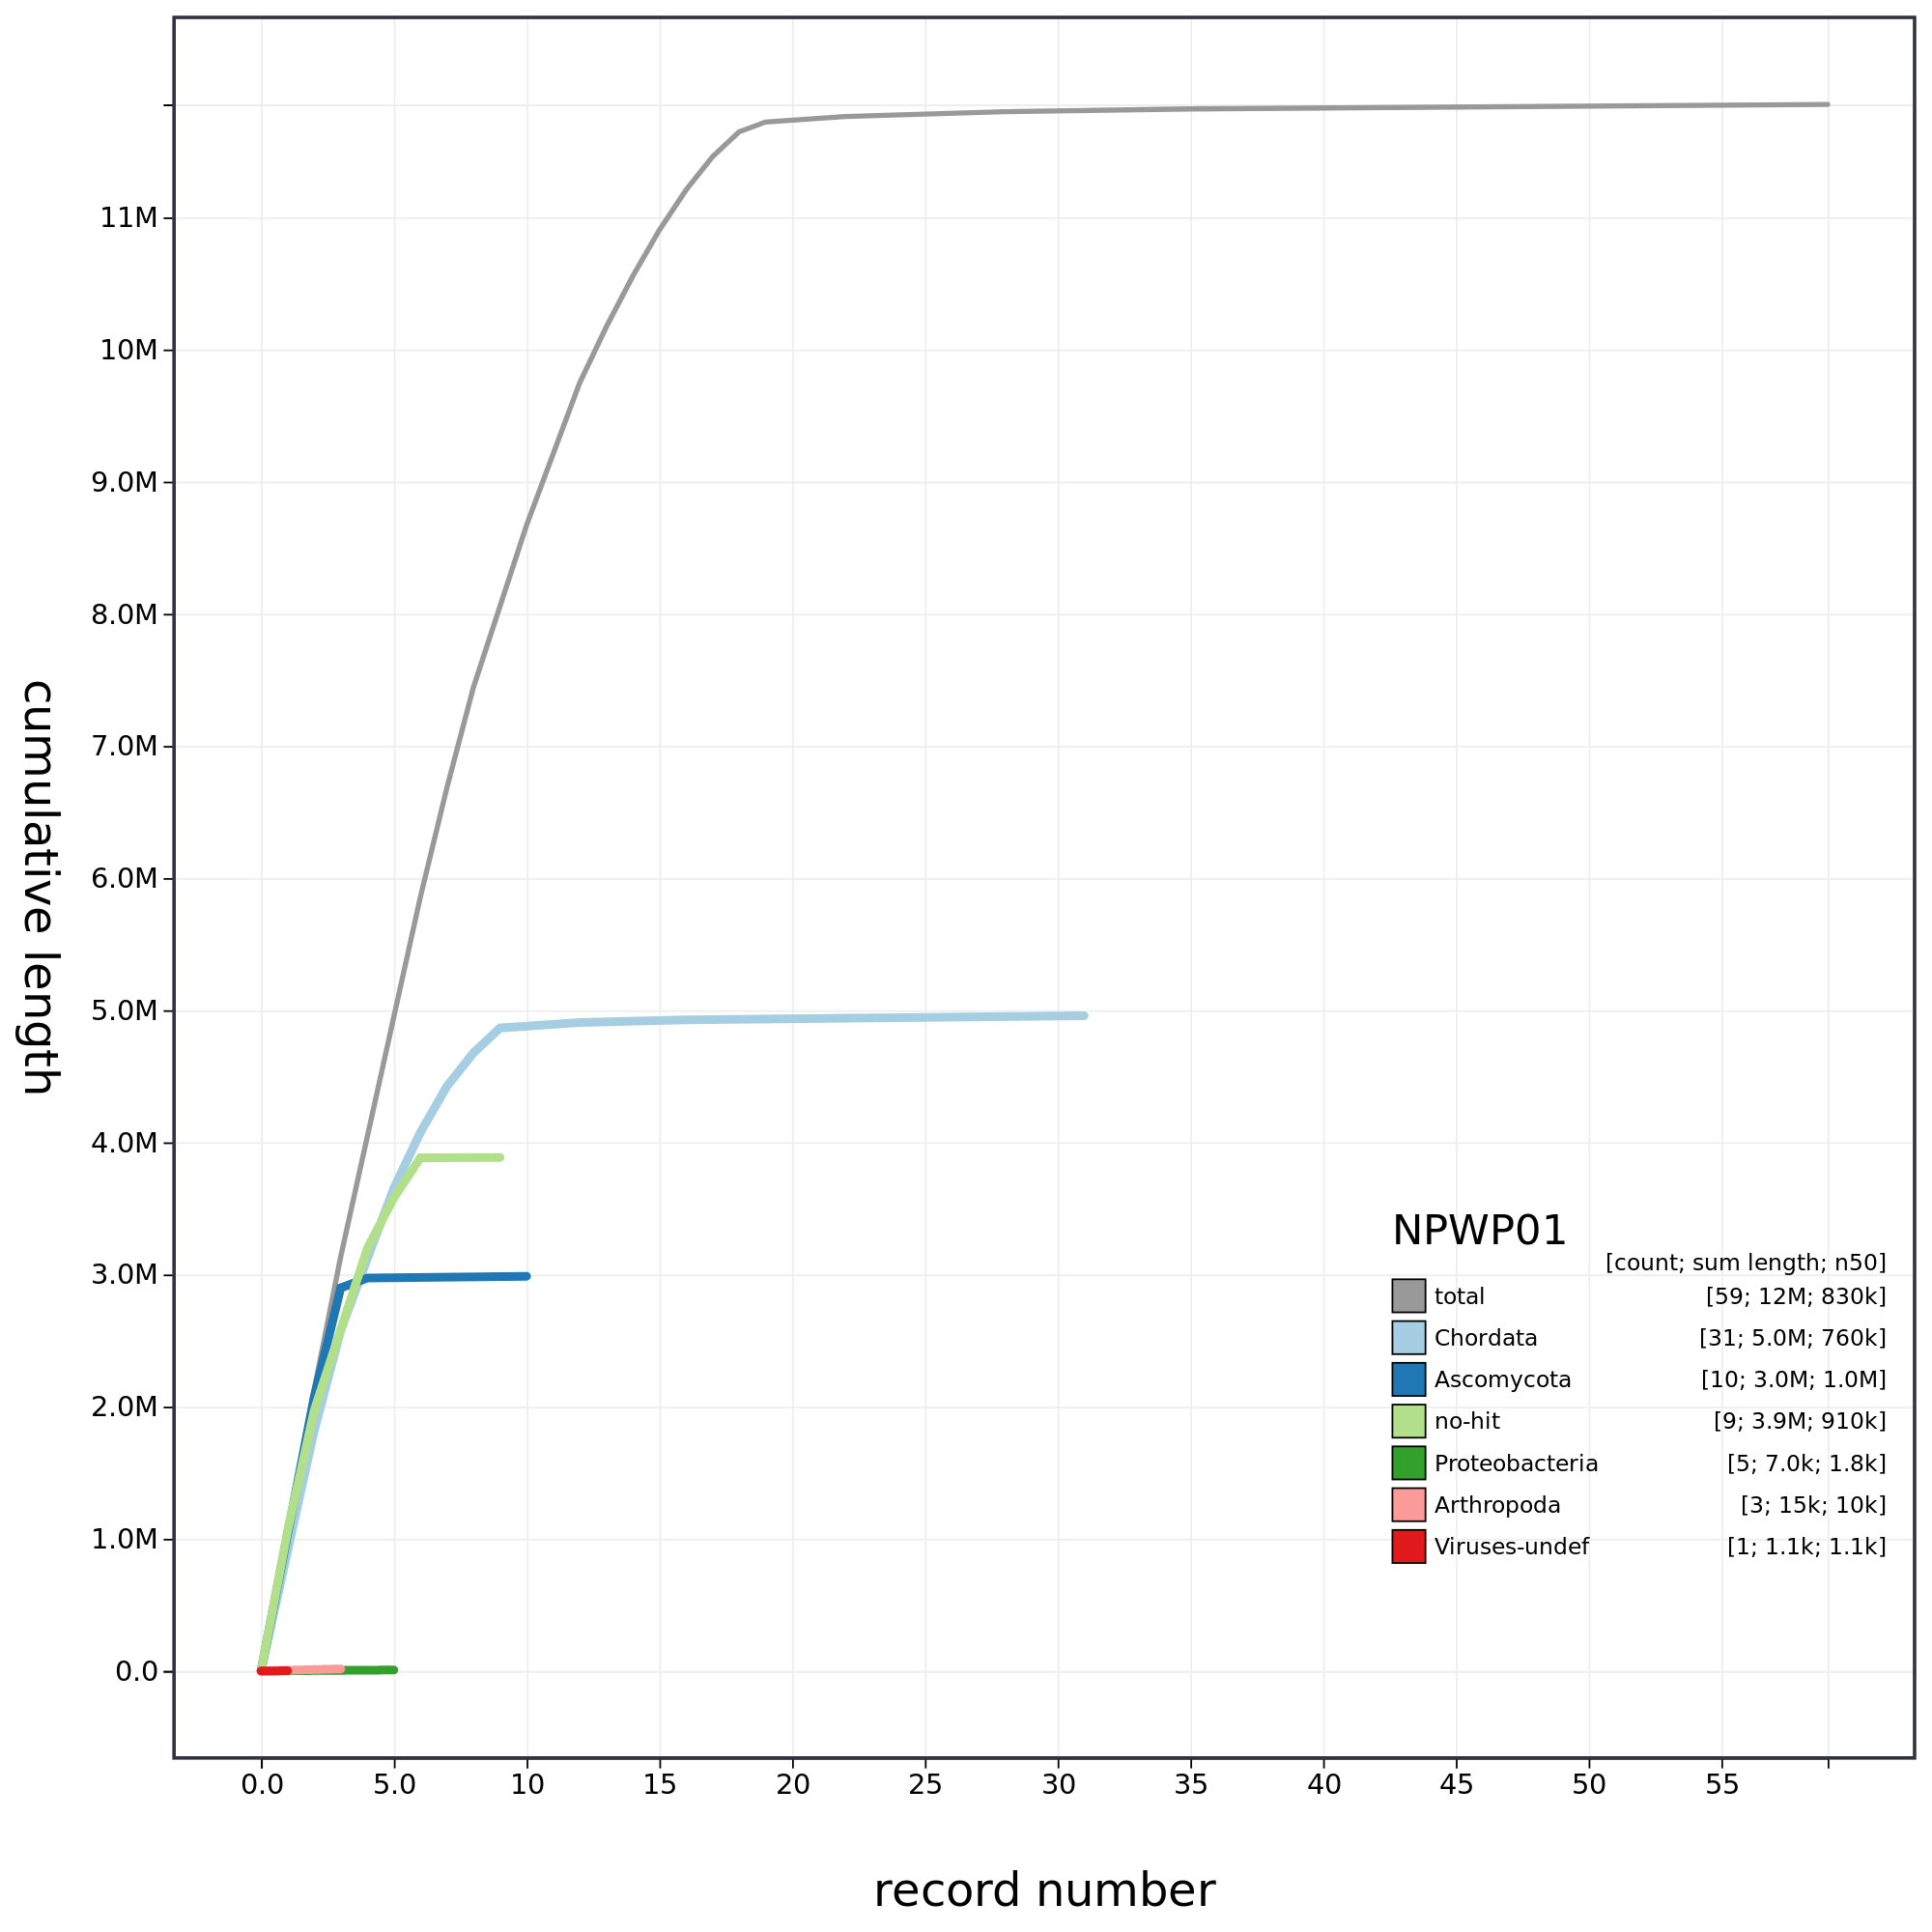 11M
10M
9.0M
8.0M
7.0M
6.0M
5.0M
4.0M
3.0M
2.0M
1.0M
0.0
cumulative length
NPWP01
[count; sum length; n50]
total [59; 12M; 830k]
Chordata [31; 5.0M; 760k]
Ascomycota [10; 3.0M; 1.0M]
no-hit [9; 3.9M; 910k]
Proteobacteria [5; 7.0k; 1.8k]
Arthropoda [3; 15k; 10k]
Viruses-undef [1; 1.1k; 1.1k]
0.0 5.0 10 15 20 25 30 35 40 45 50 55
record number